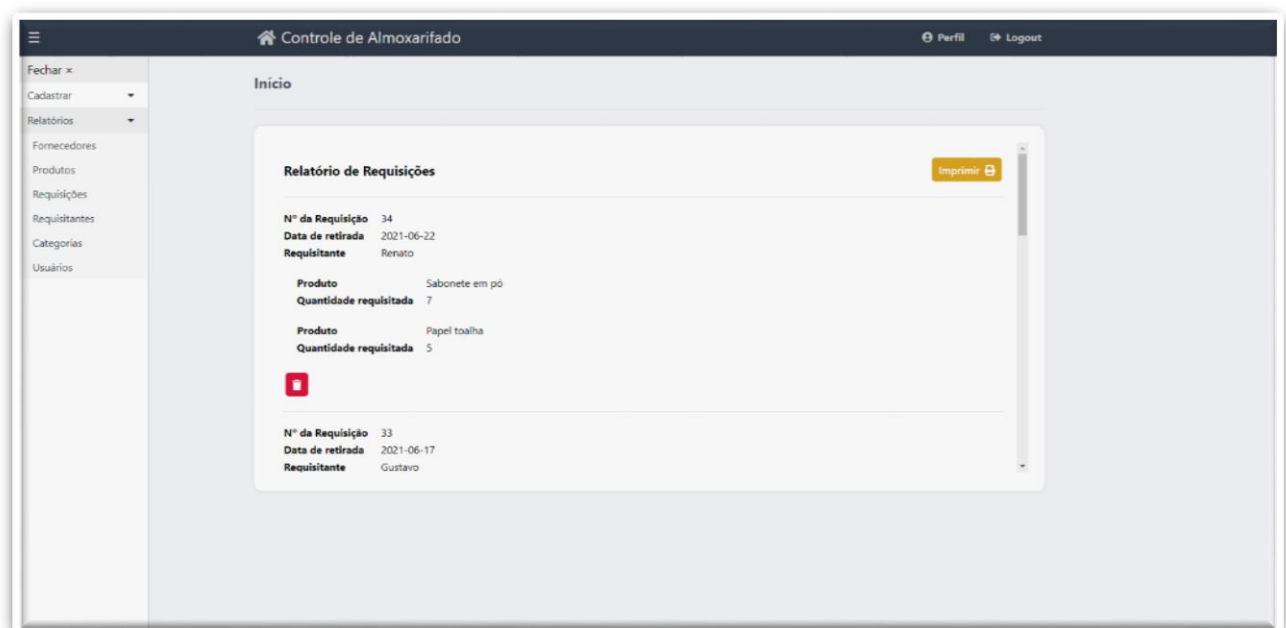 ☰ Controle de Almoxarifado Perfil Logout
Fechar ×
Cadastrar
Relatórios
Fornecedores
Produtos
Requisições
Requisitantes
Categorias
Usuários
Início
Relatório de Requisições Imprimir
Nº da Requisição 34
Data de retirada 2021-06-22
Requisitante Renato
Produto Sabonete em pó
Quantidade requisitada 7
Produto Papel toalha
Quantidade requisitada 5
Nº da Requisição 33
Data de retirada 2021-06-17
Requisitante Gustavo